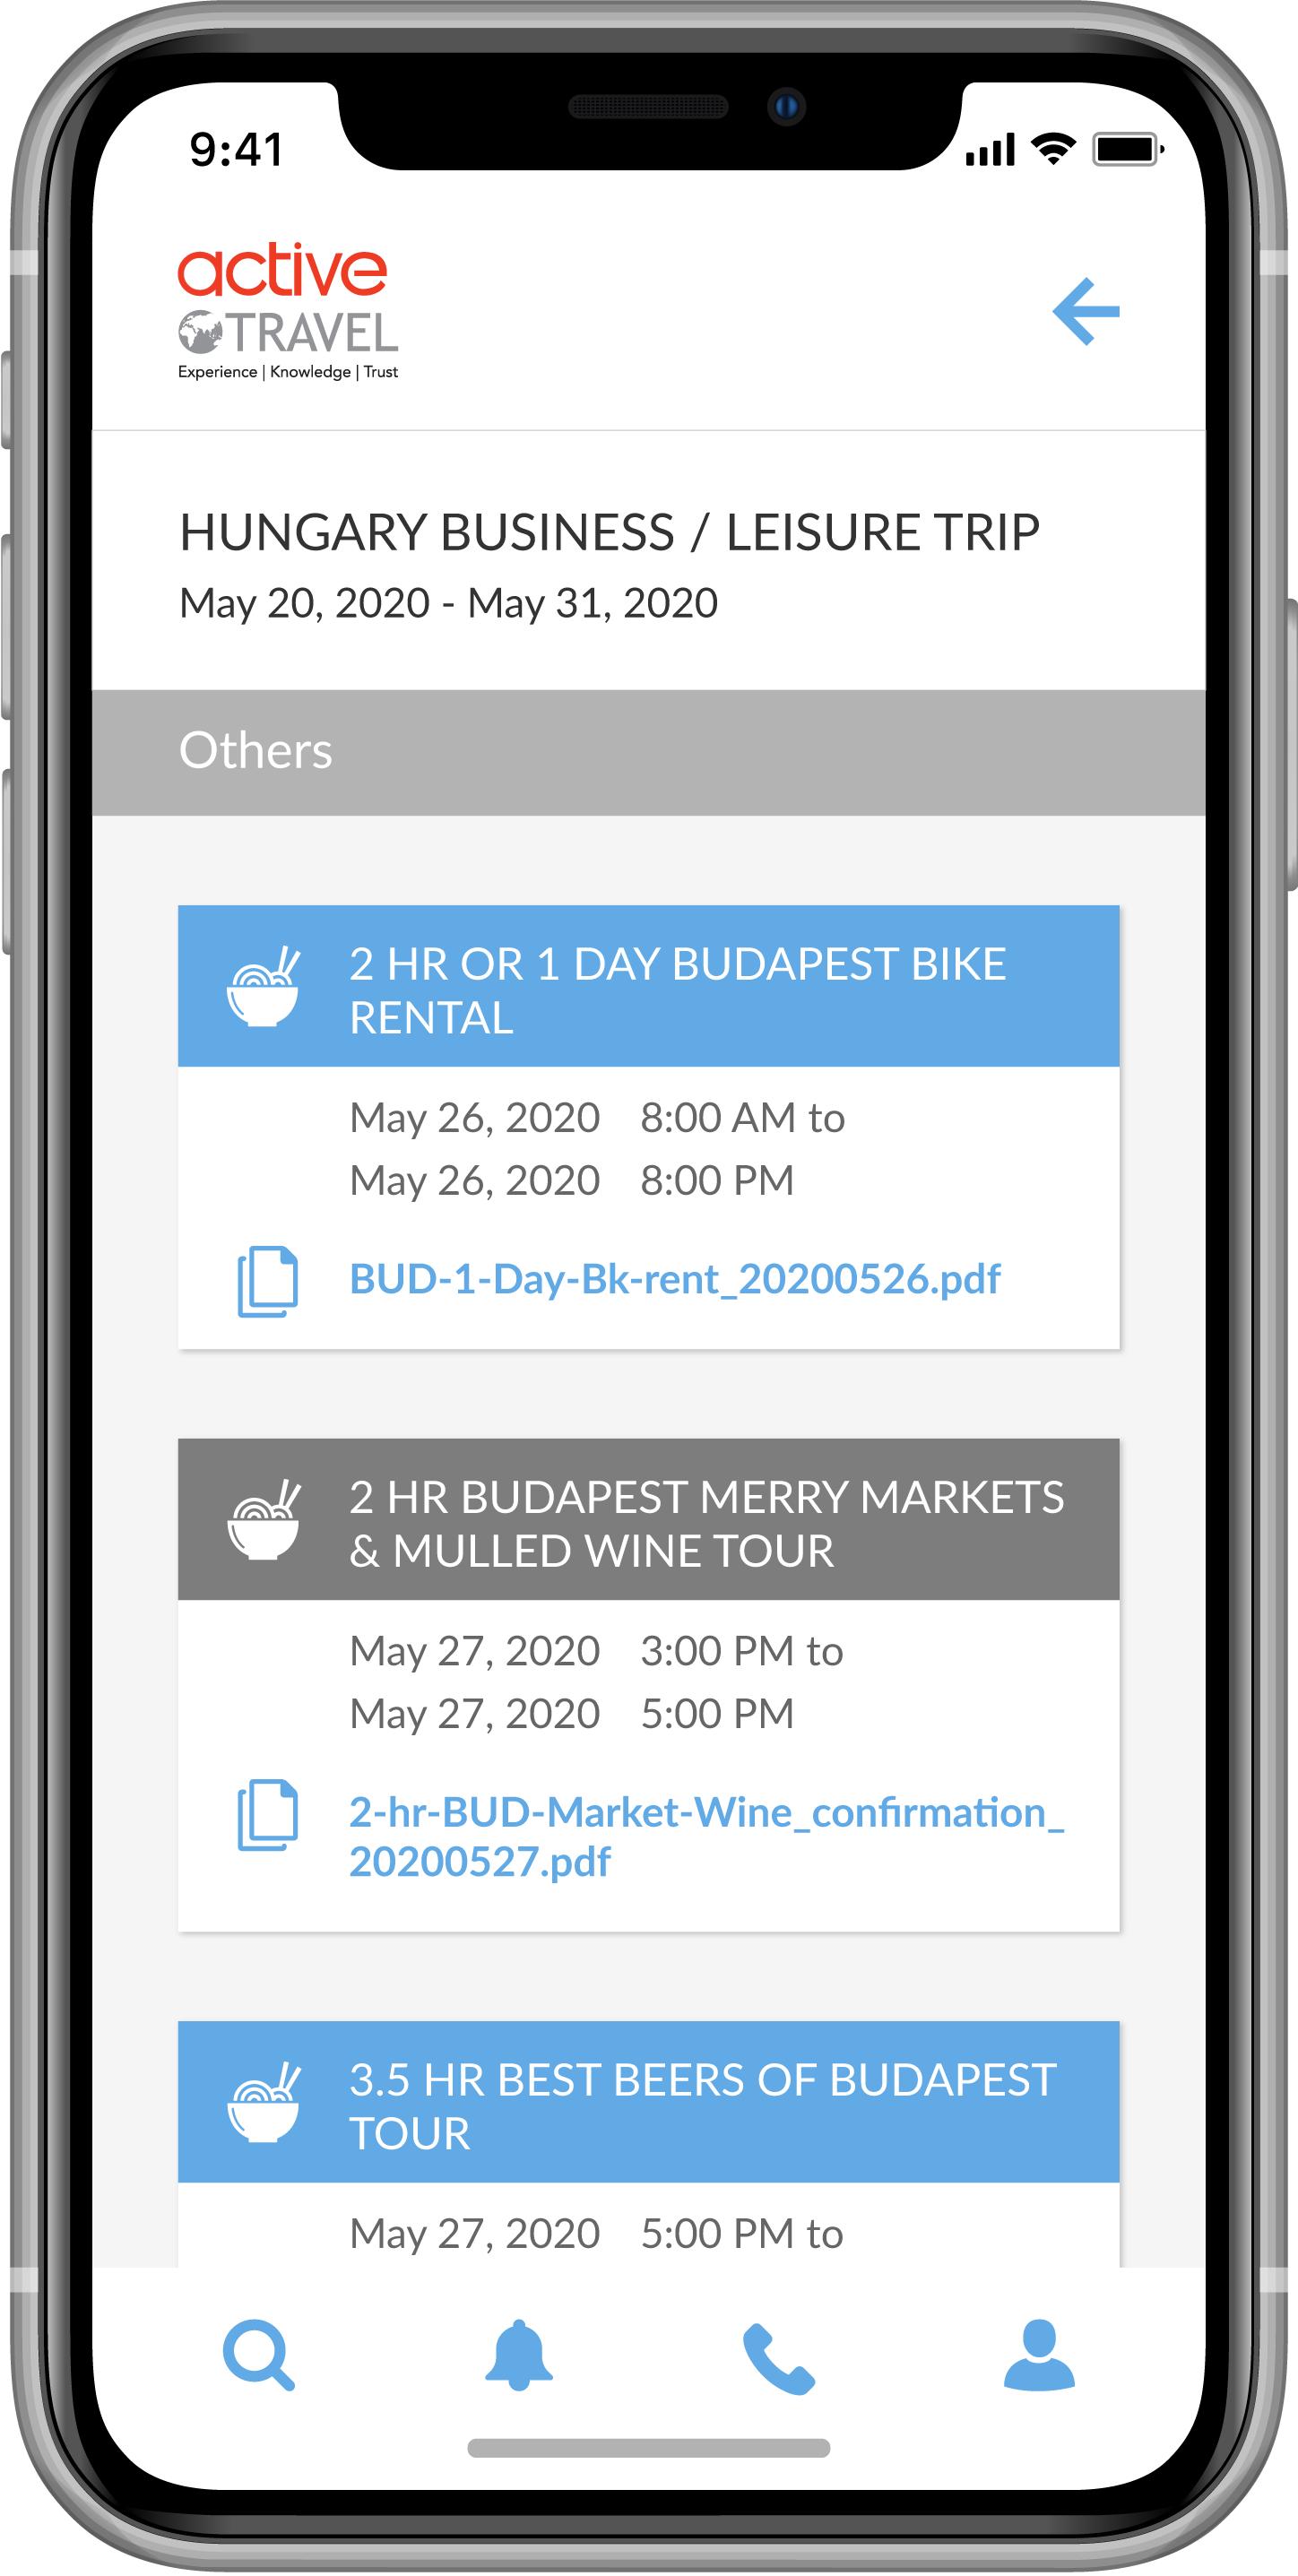 9:41
active
TRAVEL
Experience | Knowledge | Trust
HUNGARY BUSINESS / LEISURE TRIP
May 20, 2020 - May 31, 2020
Others
2 HR OR 1 DAY BUDAPEST BIKE
RENTAL
May 26, 2020 8:00 AM to
May 26, 2020 8:00 PM
BUD-1-Day-Bk-rent_20200526.pdf
2 HR BUDAPEST MERRY MARKETS
& MULLED WINE TOUR
May 27, 2020 3:00 PM to
May 27, 2020 5:00 PM
2-hr-BUD-Market-Wine_confirmation_
20200527.pdf
3.5 HR BEST BEERS OF BUDAPEST
TOUR
May 27, 2020 5:00 PM to